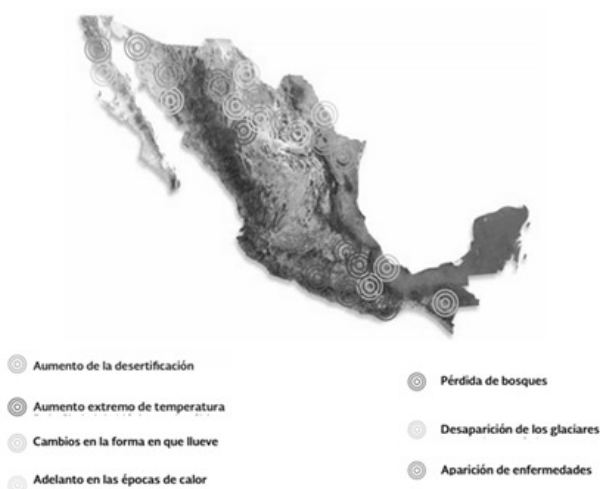 Aumento de la desertificación
Aumento extremo de temperatura
Cambios en la forma en que llueve
Adelanto en las épocas de calor
Pérdida de bosques
Desaparición de los glaciares
Aparición de enfermedades